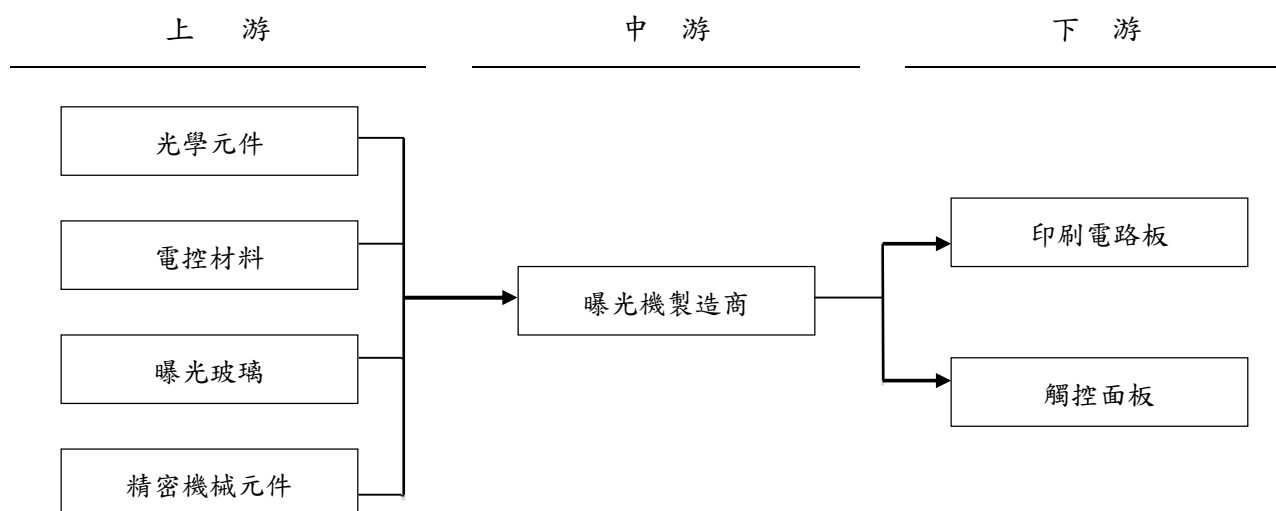 上 游 中 游 下 游
光學元件
電控材料
曝光玻璃
精密機械元件
曝光機製造商
印刷電路板
觸控面板